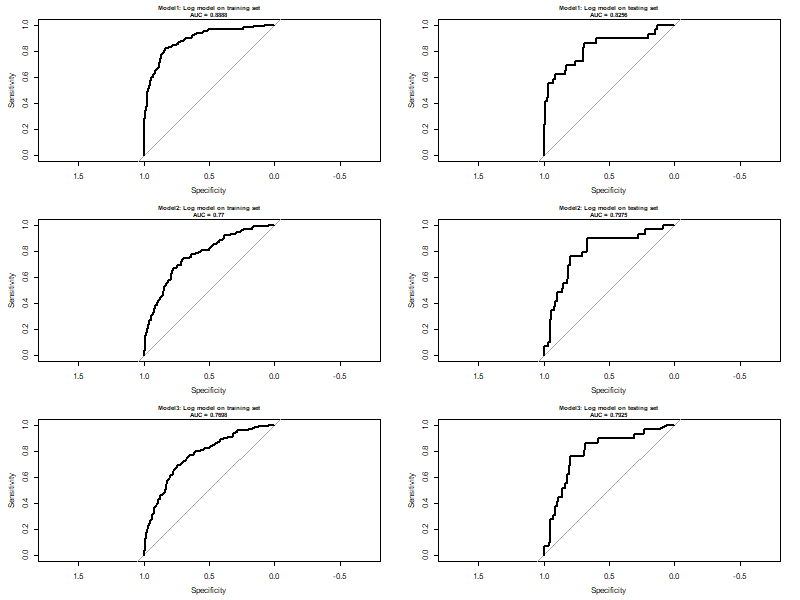 Model1: Log model on training set
AUC = 0.8888
Sensitivity
0.0 0.2 0.4 0.6 0.8 1.0
1.5 1.0 0.5 0.0 -0.5
Specificity
Model1: Log model on testing set
AUC = 0.8256
Sensitivity
0.0 0.2 0.4 0.6 0.8 1.0
1.5 1.0 0.5 0.0 -0.5
Specificity
Model2: Log model on training set
AUC = 0.77
Sensitivity
0.0 0.2 0.4 0.6 0.8 1.0
1.5 1.0 0.5 0.0 -0.5
Specificity
Model2: Log model on testing set
AUC = 0.7975
Sensitivity
0.0 0.2 0.4 0.6 0.8 1.0
1.5 1.0 0.5 0.0 -0.5
Specificity
Model3: Log model on training set
AUC = 0.7698
Sensitivity
0.0 0.2 0.4 0.6 0.8 1.0
1.5 1.0 0.5 0.0 -0.5
Specificity
Model3: Log model on testing set
AUC = 0.7925
Sensitivity
0.0 0.2 0.4 0.6 0.8 1.0
1.5 1.0 0.5 0.0 -0.5
Specificity